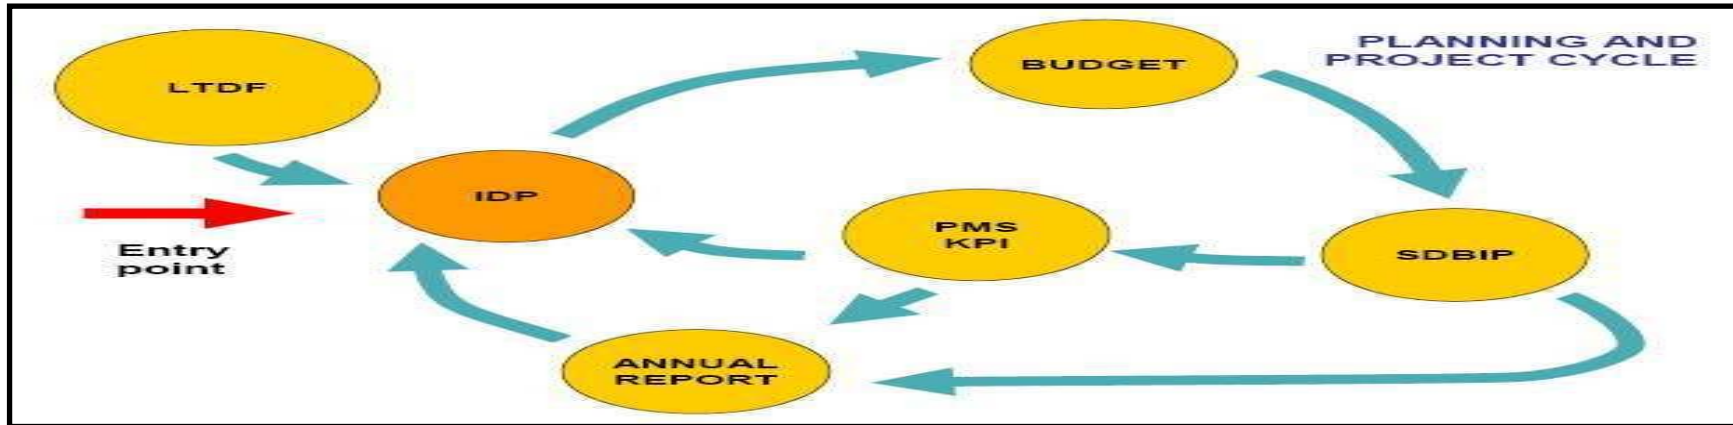 PLANNING AND
PROJECT CYCLE
LTDF
BUDGET
IDP
Entry
point
PMS
KPI
SDBIP
ANNUAL
REPORT